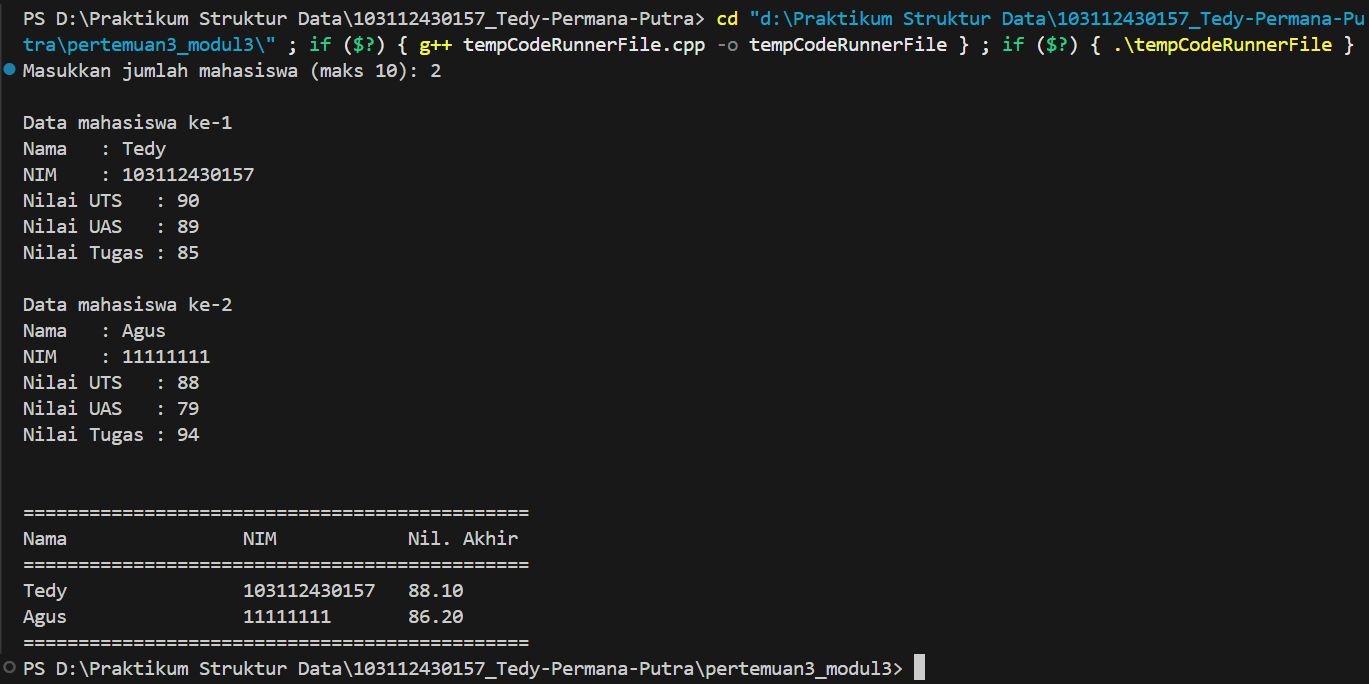 PS D:\Praktikum Struktur Data\103112430157_Tedy-Permana-Putra> cd "d:\Praktikum Struktur Data\103112430157_Tedy-Permana-Pu
tra\pertemuan3_modul3\" ; if ($?) { g++ tempCodeRunnerFile.cpp -o tempCodeRunnerFile } ; if ($?) { .\tempCodeRunnerFile }
Masukkan jumlah mahasiswa (maks 10): 2

Data mahasiswa ke-1
Nama   : Tedy
NIM    : 103112430157
Nilai UTS   : 90
Nilai UAS   : 89
Nilai Tugas : 85

Data mahasiswa ke-2
Nama   : Agus
NIM    : 11111111
Nilai UTS   : 88
Nilai UAS   : 79
Nilai Tugas : 94


==============================================
Nama                NIM            Nil. Akhir
==============================================
Tedy                103112430157   88.10
Agus                11111111       86.20
==============================================
PS D:\Praktikum Struktur Data\103112430157_Tedy-Permana-Putra\pertemuan3_modul3>